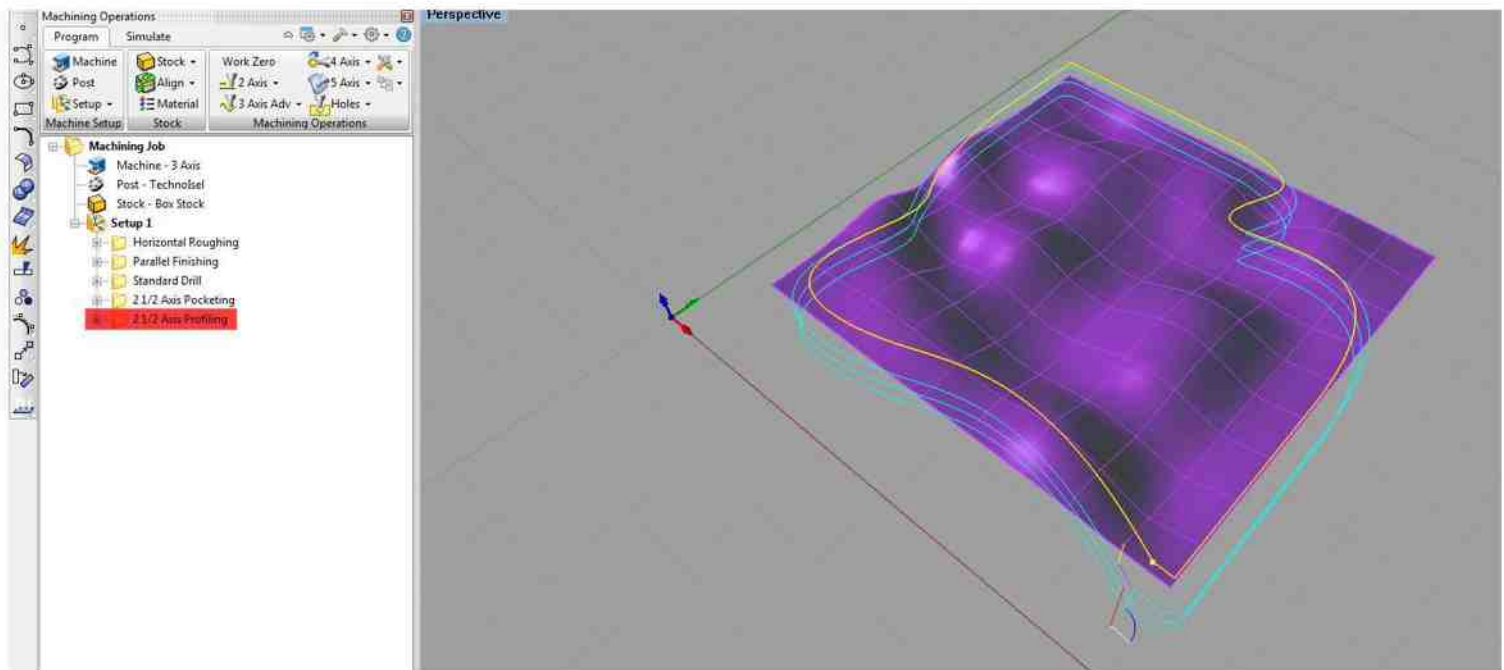 Machining Operations
Perspective
Program Simulate
Machine Stock Work Zero 4 Axis
Post Align 2 Axis 5 Axis
Setup Material 3 Axis Adv Holes
Machine Setup Stock Machining Operations
Machining Job
Machine - 3 Axis
Post - TechnoIsel
Stock - Box Stock
Setup 1
Horizontal Roughing
Parallel Finishing
Standard Drill
2 1/2 Axis Pocketing
2 1/2 Axis Profiling